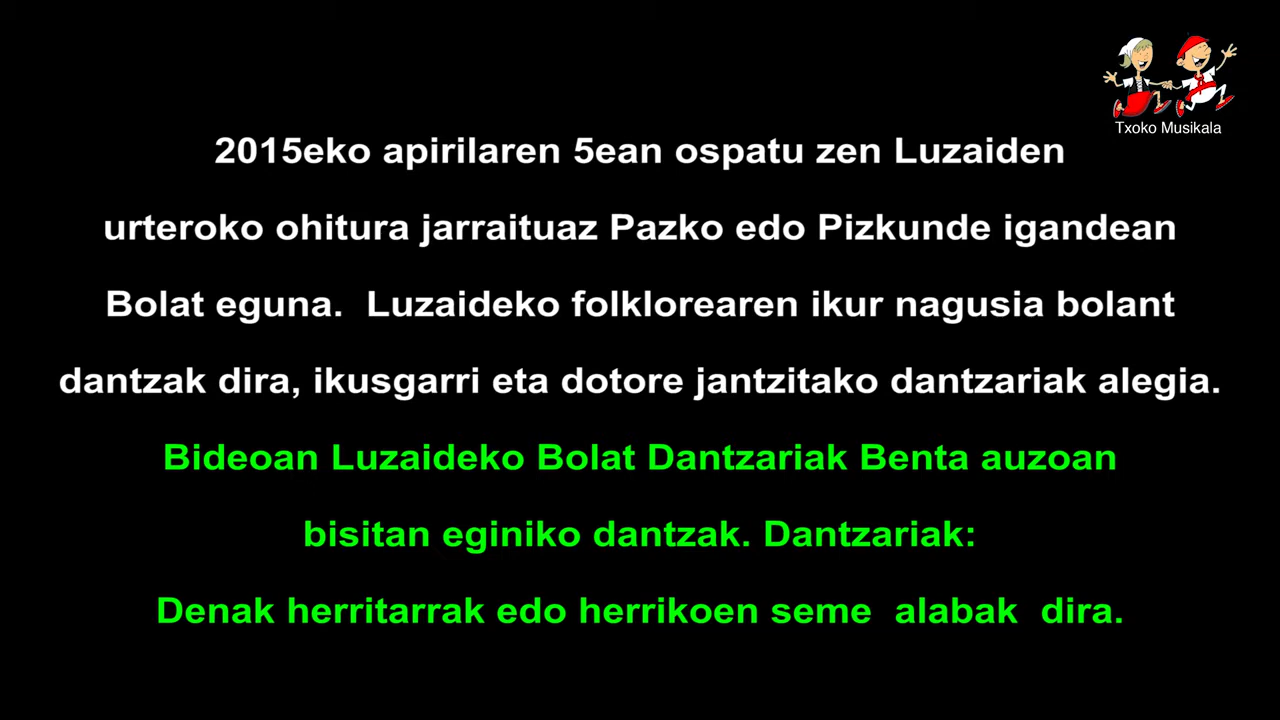 Txoko Musikala
2015eko apirilaren 5ean ospatu zen Luzaiden
urteroko ohitura jarraituaz Pazko edo Pizkunde igandean
Bolat eguna.  Luzaideko folklorearen ikur nagusia bolant
dantzak dira, ikusgarri eta dotore jantzitako dantzariak alegia.
Bideoan Luzaideko Bolat Dantzariak Benta auzoan
bisitan eginiko dantzak. Dantzariak:
Denak herritarrak edo herrikoen seme  alabak  dira.